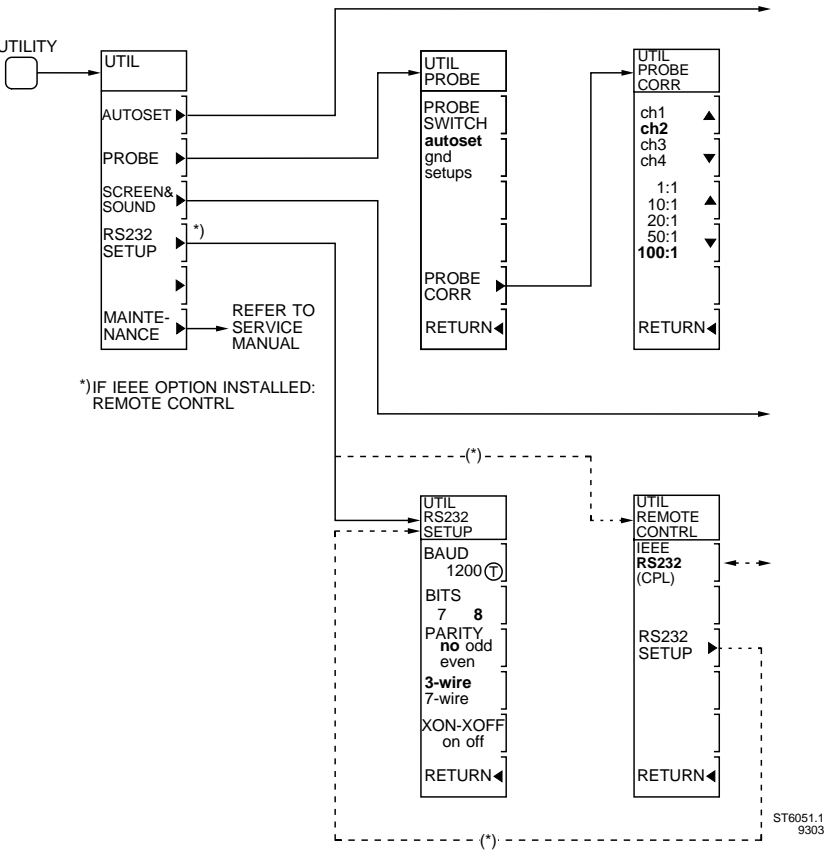 UTILITY
UTIL
AUTOSET
PROBE
SCREEN&
SOUND
RS232
SETUP
*)
MAINTE-
NANCE
REFER TO
SERVICE
MANUAL
*)IF IEEE OPTION INSTALLED:
REMOTE CONTRL
UTIL
PROBE
PROBE
SWITCH
autoset
gnd
setups
PROBE
CORR
RETURN
UTIL
PROBE
CORR
ch1
ch2
ch3
ch4
1:1
10:1
20:1
50:1
100:1
RETURN
(*)
UTIL
RS232
SETUP
BAUD
1200 T
BITS
7 8
PARITY
no odd
even
3-wire
7-wire
XON-XOFF
on off
RETURN
UTIL
REMOTE
CONTRL
IEEE
RS232
(CPL)
RS232
SETUP
RETURN
(*)
ST6051.1
9303